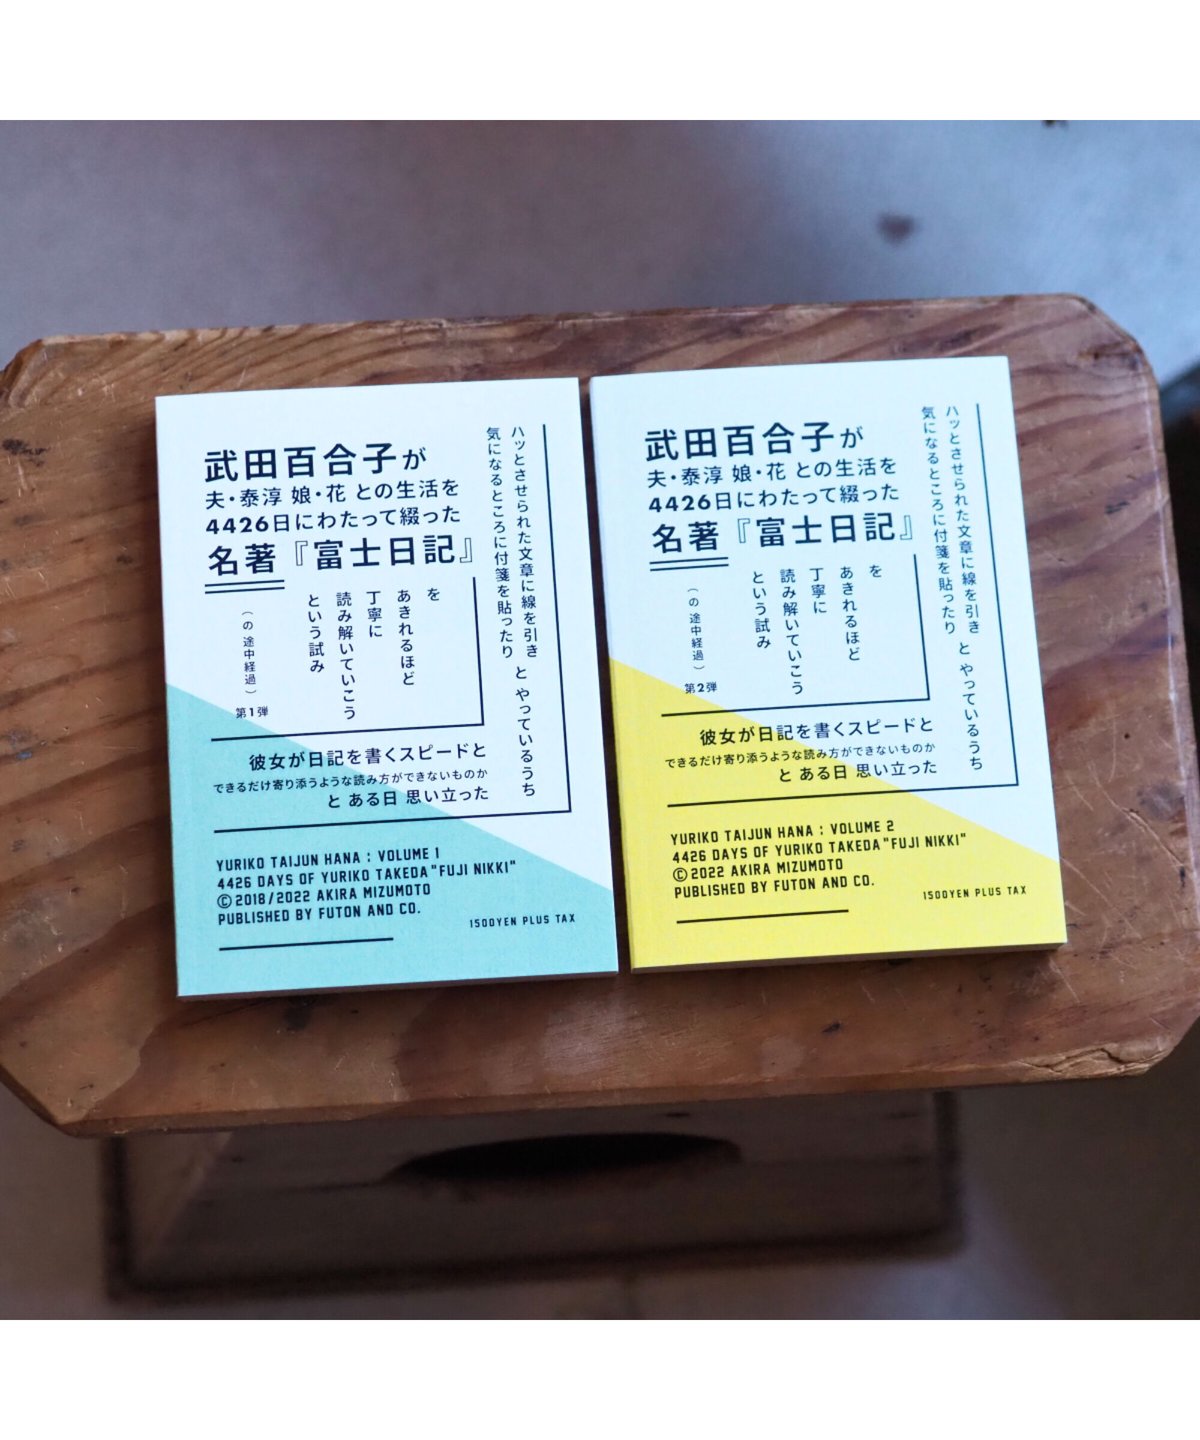 武田百合子が
夫・泰淳 娘・花 との生活を
4426日にわたって綴った
名著『富士日記』
を
あきれるほど
丁寧に
読み解いていこう
という試み
（の途中経過）
第1弾
ハッとさせられた文章に線を引き と やっているうち
気になるところに付箋を貼ったり
彼女が日記を書くスピードと
できるだけ寄り添うような読み方ができないものか
と ある日 思い立った
YURIKO TAIJUN HANA : VOLUME 1
4426 DAYS OF YURIKO TAKEDA "FUJI NIKKI"
© 2018/2022 AKIRA MIZUMOTO
PUBLISHED BY FUTON AND CO.
1500YEN PLUS TAX
武田百合子が
夫・泰淳 娘・花 との生活を
4426日にわたって綴った
名著『富士日記』
を
あきれるほど
丁寧に
読み解いていこう
という試み
（の途中経過）
第2弾
ハッとさせられた文章に線を引き と やっているうち
気になるところに付箋を貼ったり
彼女が日記を書くスピードと
できるだけ寄り添うような読み方ができないものか
と ある日 思い立った
YURIKO TAIJUN HANA : VOLUME 2
4426 DAYS OF YURIKO TAKEDA "FUJI NIKKI"
© 2022 AKIRA MIZUMOTO
PUBLISHED BY FUTON AND CO.
1500YEN PLUS TAX